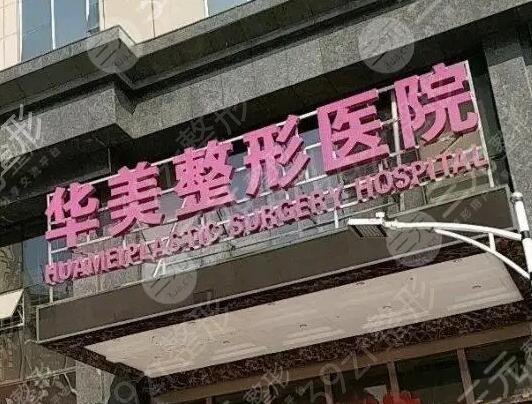 华美整形医院
HUAMEI PLASTIC SURGERY HOSPITAL